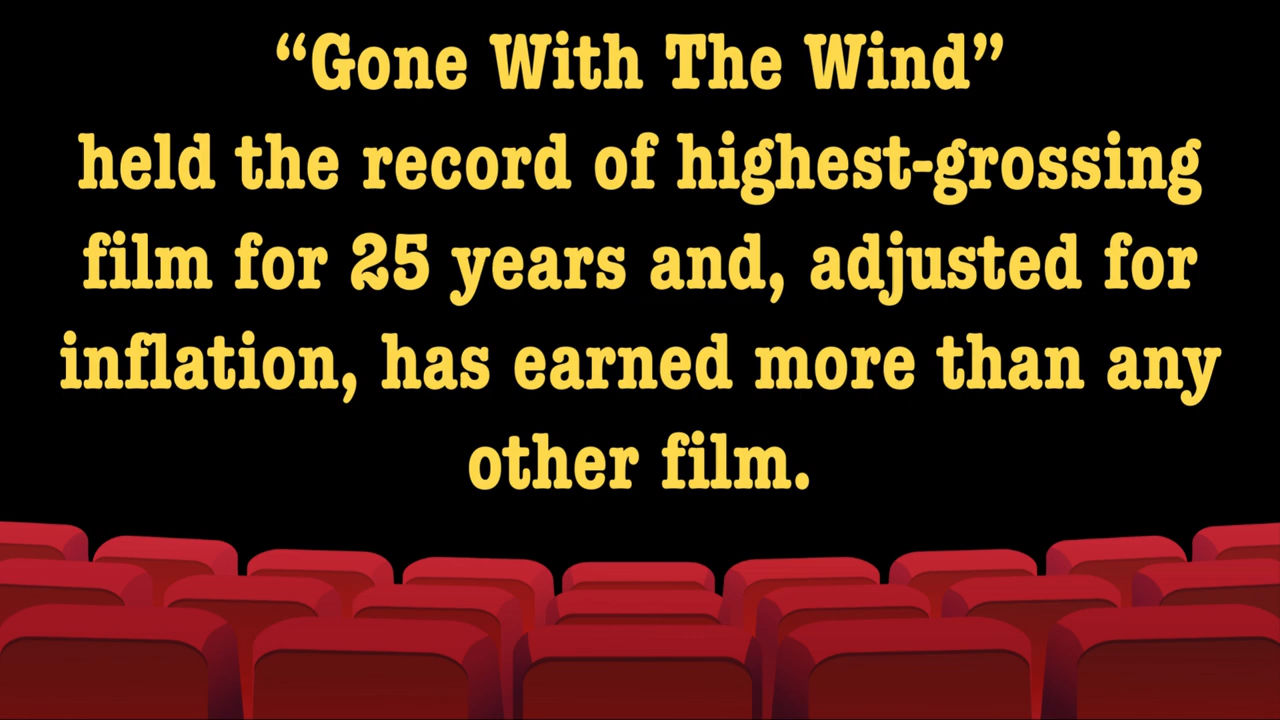 “Gone With The Wind”
held the record of highest-grossing
film for 25 years and, adjusted for
inflation, has earned more than any
other film.